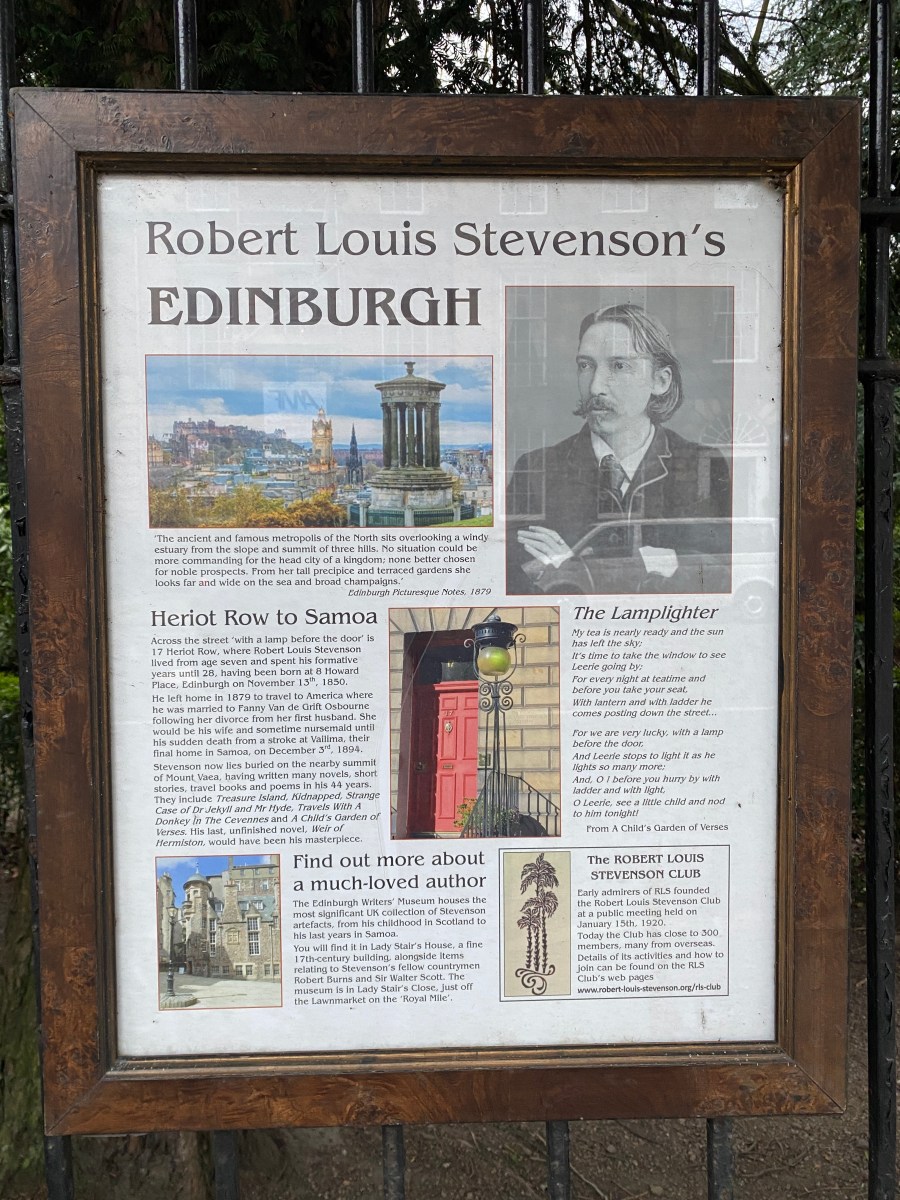 Robert Louis Stevenson's
EDINBURGH
'The ancient and famous metropolis of the North sits overlooking a windy
estuary from the slope and summit of three hills. No situation could be
more commanding for the head city of a kingdom; none better chosen
for noble prospects. From her tall precipice and terraced gardens she
looks far and wide on the sea and broad champaigns.'
Edinburgh Picturesque Notes, 1879
Heriot Row to Samoa
Across the street 'with a lamp before the door' is
17 Heriot Row, where Robert Louis Stevenson
lived from age seven and spent his formative
years until 28, having been born at 8 Howard
Place, Edinburgh on November 13th, 1850.
He left home in 1879 to travel to America where
he was married to Fanny Van de Grift Osbourne
following her divorce from her first husband. She
would be his wife and sometime nursemaid until
his sudden death from a stroke at Vailima, their
final home in Samoa, on December 3rd, 1894.
Stevenson now lies buried on the nearby summit
of Mount Vaea, having written many novels, short
stories, travel books and poems in his 44 years.
They include Treasure Island, Kidnapped, Strange
Case of Dr Jekyll and Mr Hyde, Travels With A
Donkey in The Cevennes and A Child's Garden of
Verses. His last, unfinished novel, Weir of
Hermiston, would have been his masterpiece.
The Lamplighter
My tea is nearly ready and the sun
has left the sky;
It's time to take the window to see
Leerie going by;
For every night at teatime and
before you take your seat,
With lantern and with ladder he
comes posting down the street...
For we are very lucky, with a lamp
before the door,
And Leerie stops to light it as he
lights so many more;
And, O ! before you hurry by with
ladder and with light,
O Leerie, see a little child and nod
to him tonight!
From A Child's Garden of Verses
Find out more about
a much-loved author
The Edinburgh Writers' Museum houses the
most significant UK collection of Stevenson
artefacts, from his childhood in Scotland to
his last years in Samoa.
You will find it in Lady Stair's House, a fine
17th-century building, alongside items
relating to Stevenson's fellow countrymen
Robert Burns and Sir Walter Scott. The
museum is in Lady Stair's Close, just off
the Lawnmarket on the 'Royal Mile'.
The ROBERT LOUIS
STEVENSON CLUB
Early admirers of RLS founded
the Robert Louis Stevenson Club
at a public meeting held on
January 15th, 1920.
Today the Club has close to 300
members, many from overseas.
Details of its activities and how to
join can be found on the RLS
Club's web pages
www.robert-louis-stevenson.org/rls-club